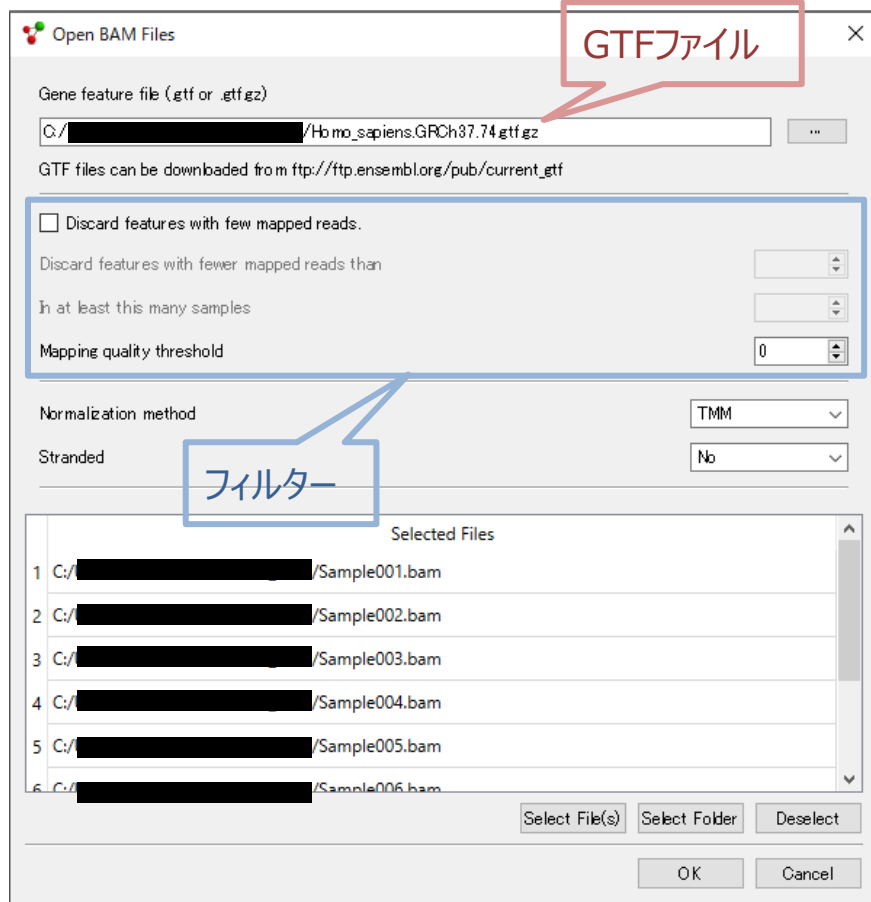 Open BAM Files
GTFファイル
Gene feature file (.gtf or .gtf.gz)
C:/ /Homo_sapiens.GRCh37.74.gtf.gz
...
GTF files can be downloaded from ftp://ftp.ensembl.org/pub/current_gtf
Discard features with few mapped reads.
Discard features with fewer mapped reads than
In at least this many samples
Mapping quality threshold
0
Normalization method
TMM
Stranded
No
フィルター
Selected Files
1 C:/ /Sample001.bam
2 C:/ /Sample002.bam
3 C:/ /Sample003.bam
4 C:/ /Sample004.bam
5 C:/ /Sample005.bam
6 C:/ /Sample006.bam
Select File(s) Select Folder Deselect
OK Cancel